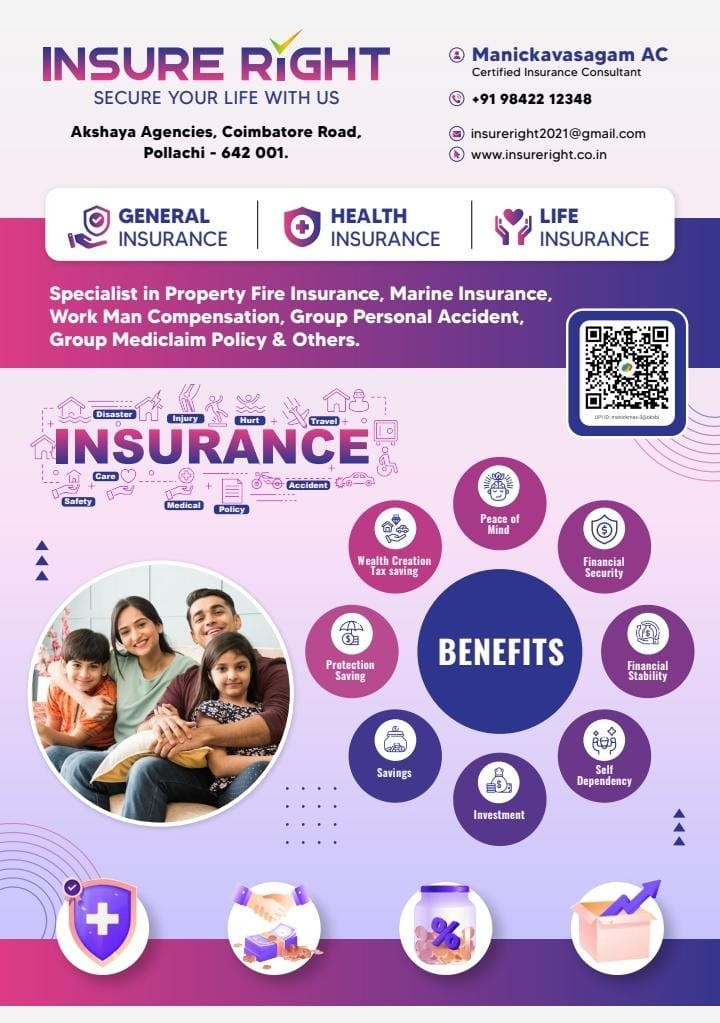 INSURE RiGHT
SECURE YOUR LIFE WITH US
Akshaya Agencies, Coimbatore Road,
Pollachi - 642 001.
Manickavasagam AC
Certified Insurance Consultant
+91 98422 12348
insureright2021@gmail.com
www.insureright.co.in
GENERAL
INSURANCE
HEALTH
INSURANCE
LIFE
INSURANCE
Specialist in Property Fire Insurance, Marine Insurance,
Work Man Compensation, Group Personal Accident,
Group Mediclaim Policy & Others.
UPI ID:
Disaster
Injury
Hurt
Travel
INSURANCE
Care
Safety
Medical
Policy
Accident
BENEFITS
Peace of
Mind
Financial
Security
Financial
Stability
Self
Dependency
Investment
Savings
Protection
Saving
Wealth Creation
Tax saving